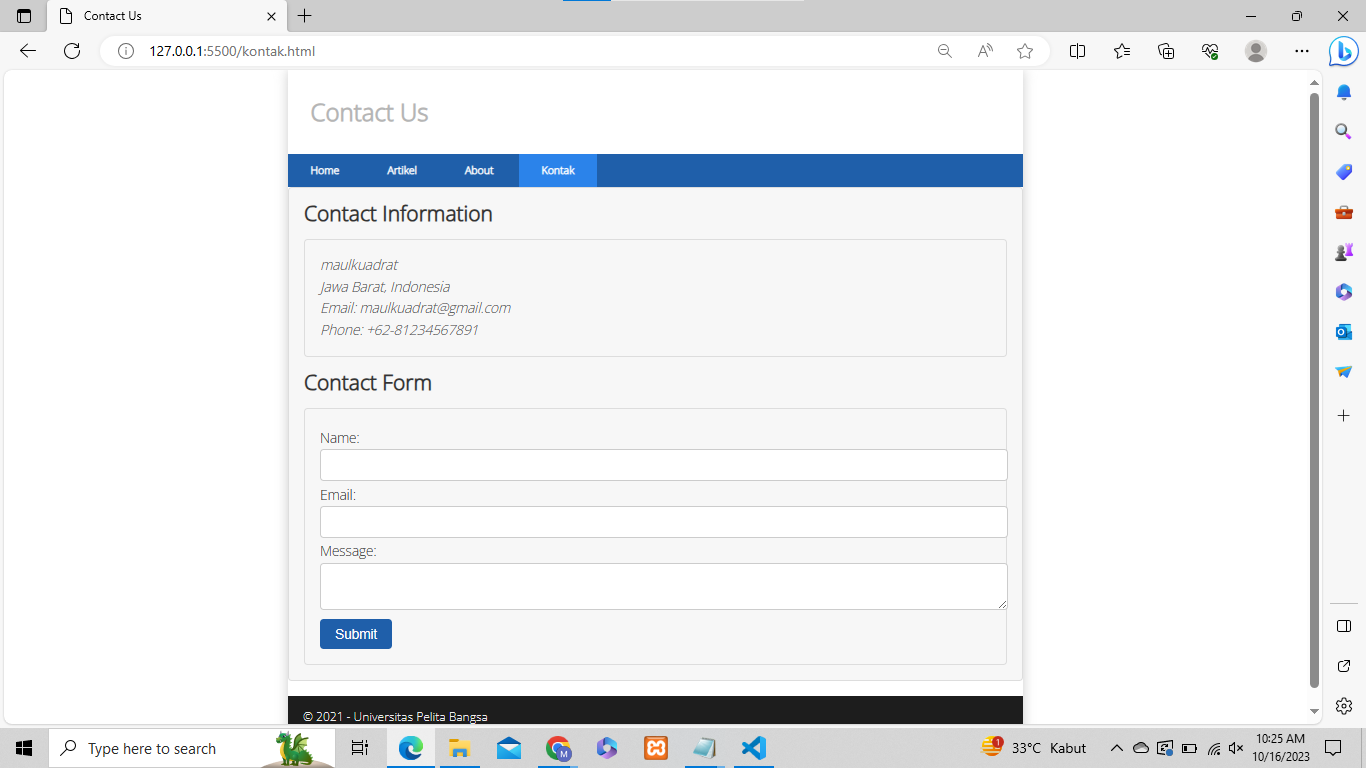 Contact Us
127.0.0.1:5500/kontak.html
Contact Us
Home Artikel About Kontak
Contact Information
maulkuadrat
Jawa Barat, Indonesia
Email: maulkuadrat@gmail.com
Phone: +62-81234567891
Contact Form
Name:
Email:
Message:
Submit
© 2021 - Universitas Pelita Bangsa
Type here to search
1
33°C Kabut
10:25 AM
10/16/2023